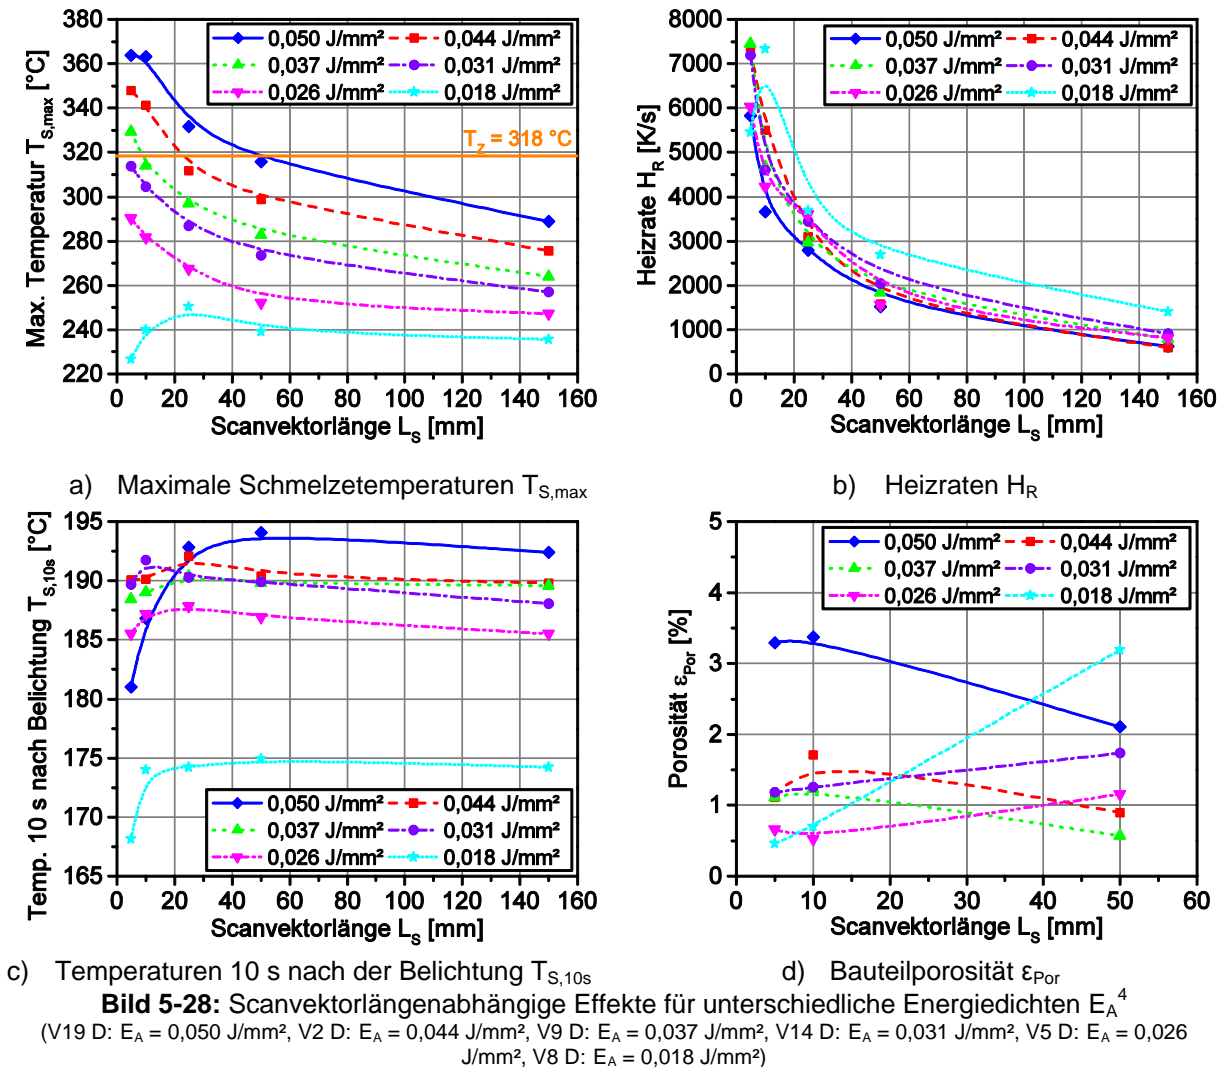 Max. Temperatur T_S,max [°C]
380
360
340
320
300
280
260
240
220
0,050 J/mm²
0,044 J/mm²
0,037 J/mm²
0,031 J/mm²
0,026 J/mm²
0,018 J/mm²
T_Z = 318 °C
0 20 40 60 80 100 120 140 160
Scanvektorlänge L_S [mm]
a) Maximale Schmelzetemperaturen T_S,max
Heizrate H_R [K/s]
8000
7000
6000
5000
4000
3000
2000
1000
0
0,050 J/mm²
0,044 J/mm²
0,037 J/mm²
0,031 J/mm²
0,026 J/mm²
0,018 J/mm²
0 20 40 60 80 100 120 140 160
Scanvektorlänge L_S [mm]
b) Heizraten H_R
Temp. 10 s nach Belichtung T_S,10s [°C]
195
190
185
180
175
170
165
0,050 J/mm²
0,044 J/mm²
0,037 J/mm²
0,031 J/mm²
0,026 J/mm²
0,018 J/mm²
0 20 40 60 80 100 120 140 160
Scanvektorlänge L_S [mm]
c) Temperaturen 10 s nach der Belichtung T_S,10s
Porosität ε_Por [%]
5
4
3
2
1
0
0,050 J/mm²
0,044 J/mm²
0,037 J/mm²
0,031 J/mm²
0,026 J/mm²
0,018 J/mm²
0 10 20 30 40 50 60
Scanvektorlänge L_S [mm]
d) Bauteilporosität ε_Por
Bild 5-28: Scanvektorlängenabhängige Effekte für unterschiedliche Energiedichten E_A⁴
(V19 D: E_A = 0,050 J/mm², V2 D: E_A = 0,044 J/mm², V9 D: E_A = 0,037 J/mm², V14 D: E_A = 0,031 J/mm², V5 D: E_A = 0,026
J/mm², V8 D: E_A = 0,018 J/mm²)